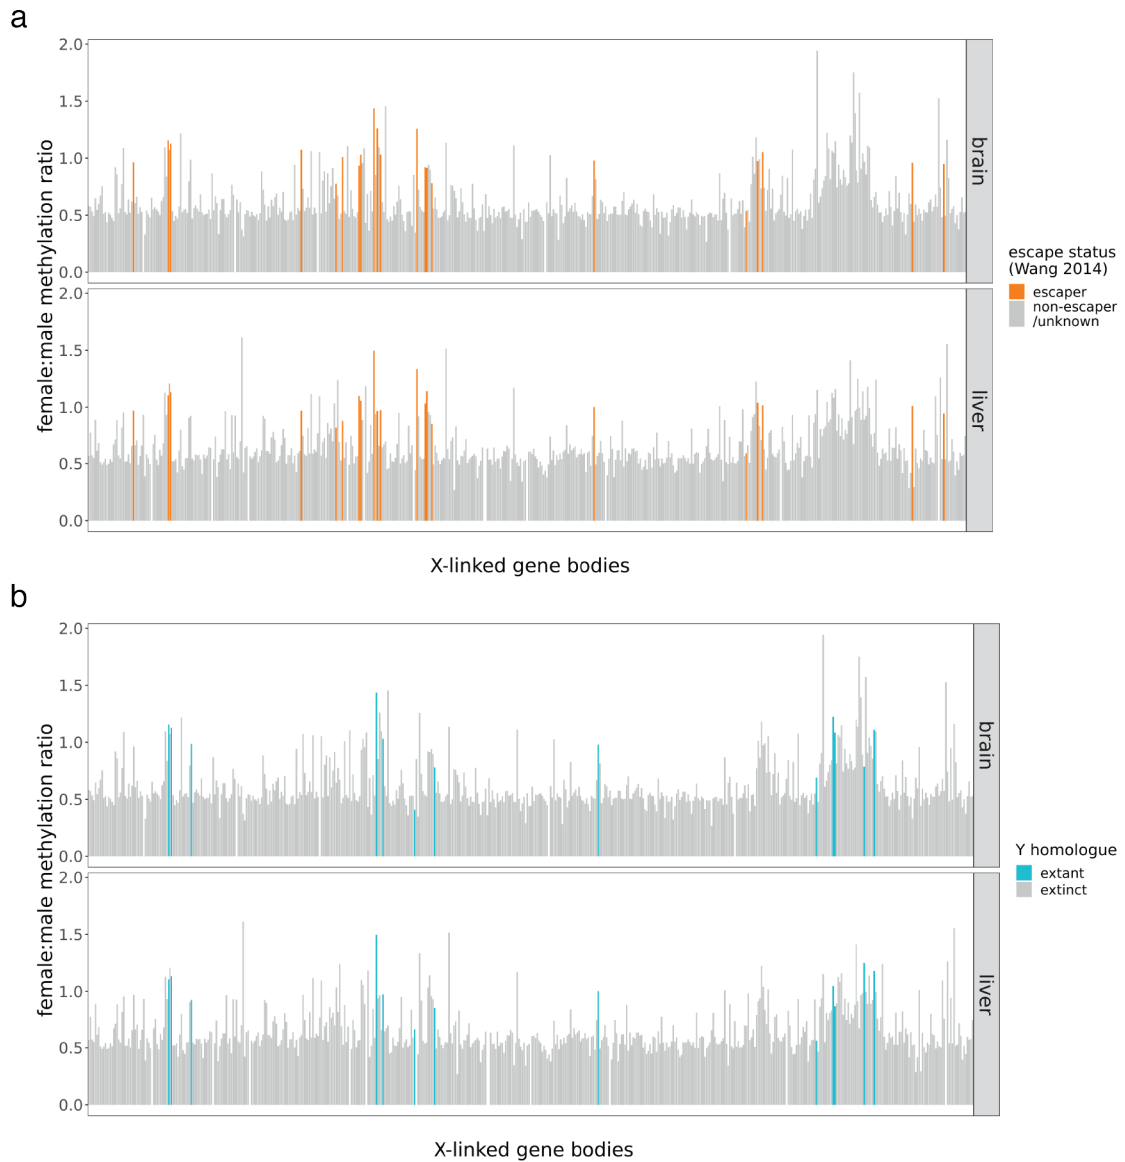 a
2.0
1.5
1.0
0.5
0.0
brain
2.0
1.5
1.0
0.5
0.0
liver
female:male methylation ratio
X-linked gene bodies
escape status
(Wang 2014)
escaper
non-escaper
/unknown
b
2.0
1.5
1.0
0.5
0.0
brain
2.0
1.5
1.0
0.5
0.0
liver
female:male methylation ratio
X-linked gene bodies
Y homologue
extant
extinct